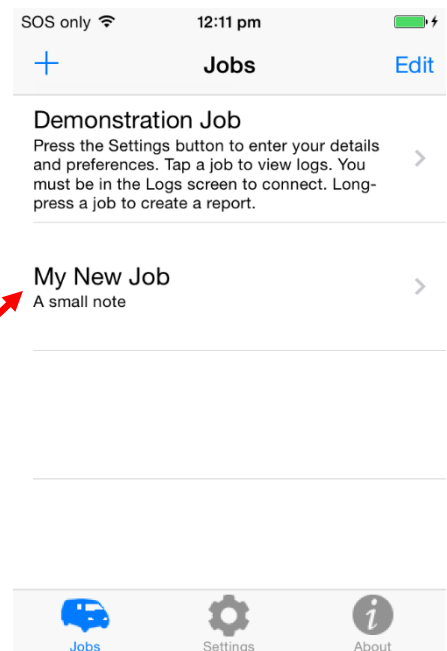 SOS only 12:11 pm
+ Jobs Edit
Demonstration Job
Press the Settings button to enter your details
and preferences. Tap a job to view logs. You
must be in the Logs screen to connect. Long-
press a job to create a report.
My New Job
A small note
Jobs Settings About